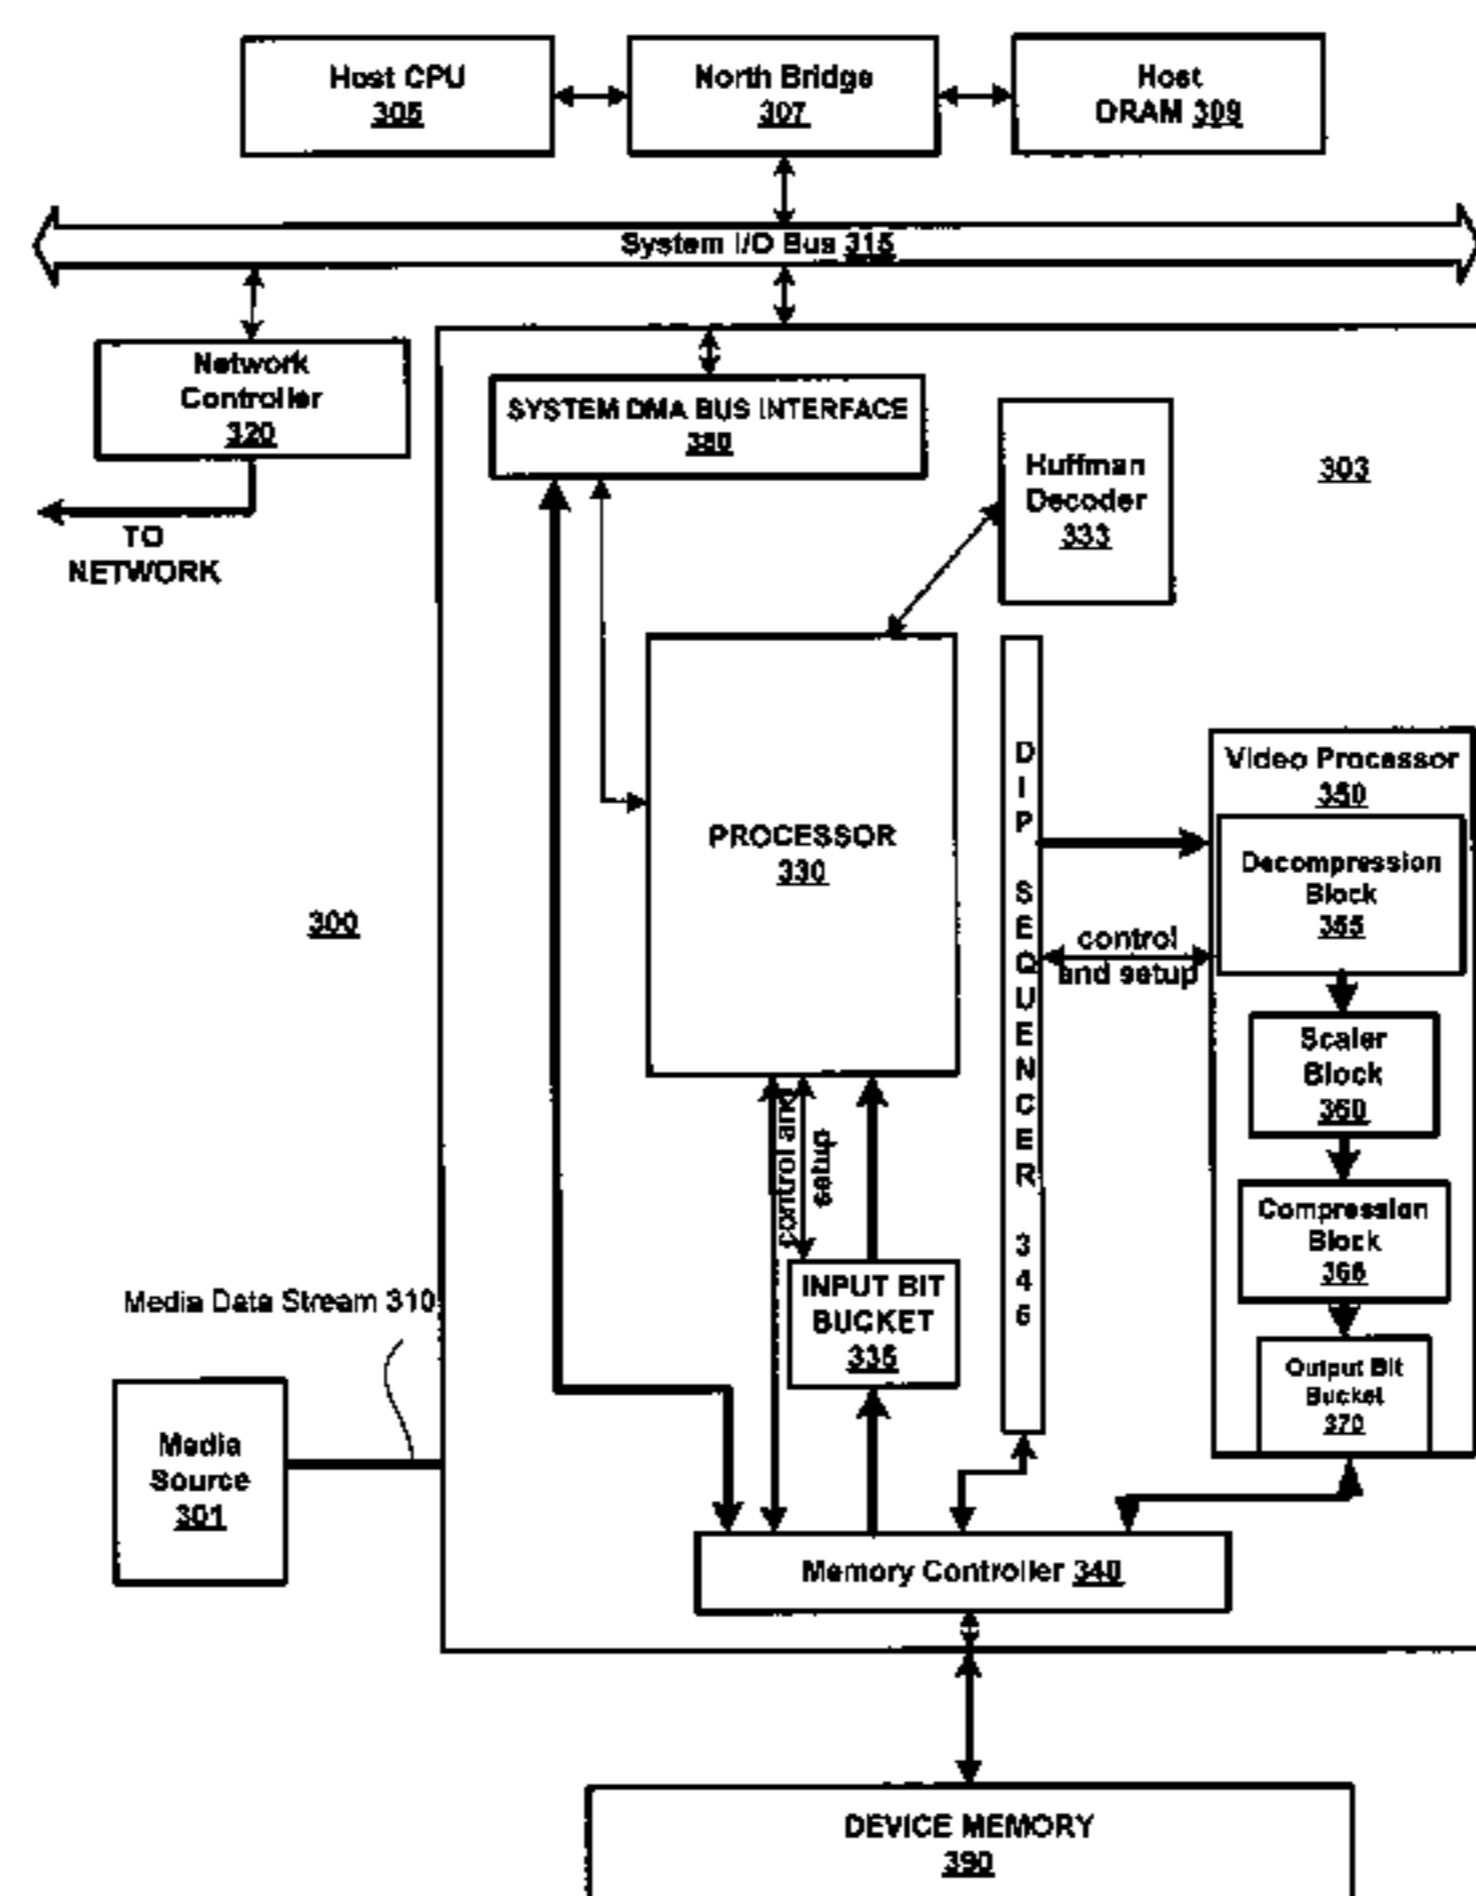 Host CPU
305
North Bridge
307
Host
DRAM 309
System I/O Bus 315
Network
Controller
320
TO
NETWORK
SYSTEM DMA BUS INTERFACE
380
Huffman
Decoder
333
303
PROCESSOR
330
DIP SEQUENCER 345
Video Processor
350
Decompression
Block
355
control
and setup
300
Scaler
Block
360
control and
setup
Compression
Block
365
INPUT BIT
BUCKET
335
Media Data Stream 310
Output Bit
Bucket
370
Media
Source
301
Memory Controller 340
DEVICE MEMORY
390